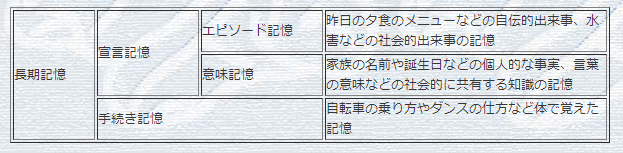 長期記憶
宣言記憶
エピソード記憶
昨日の夕食のメニューなどの自伝的出来事、水
害などの社会的出来事の記憶
意味記憶
家族の名前や誕生日などの個人的な事実、言葉
の意味などの社会的に共有する知識の記憶
手続き記憶
自転車の乗り方やダンスの仕方など体で覚えた
記憶